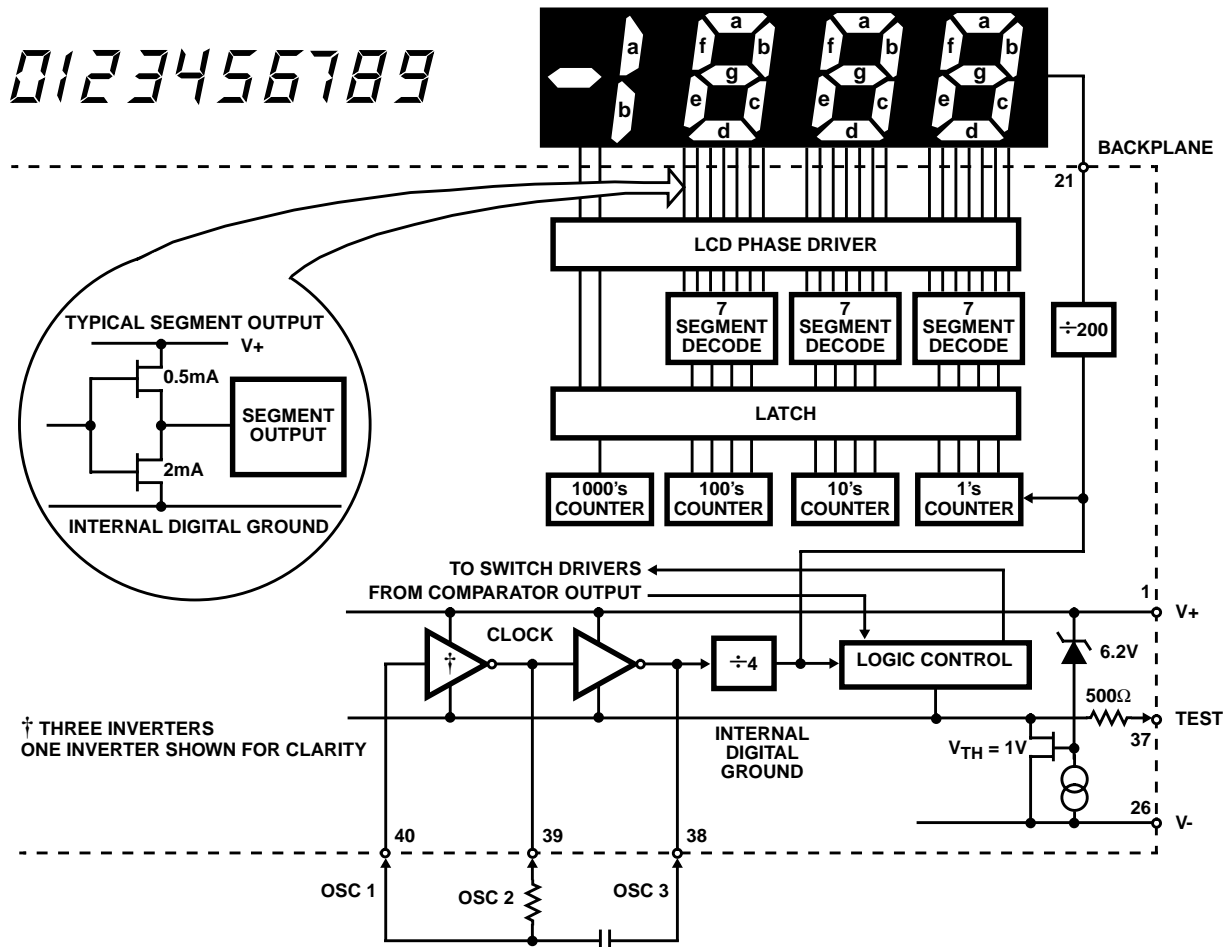 0123456789
a
b
a
f
b
g
e
c
d
a
f
b
g
e
c
d
a
f
b
g
e
c
d
BACKPLANE
21
LCD PHASE DRIVER
7
SEGMENT
DECODE
7
SEGMENT
DECODE
7
SEGMENT
DECODE
÷200
TYPICAL SEGMENT OUTPUT
V+
0.5mA
SEGMENT
OUTPUT
2mA
INTERNAL DIGITAL GROUND
LATCH
1000's
COUNTER
100's
COUNTER
10's
COUNTER
1's
COUNTER
TO SWITCH DRIVERS
FROM COMPARATOR OUTPUT
1
V+
CLOCK
†
÷4
LOGIC CONTROL
6.2V
500Ω
TEST
37
† THREE INVERTERS
ONE INVERTER SHOWN FOR CLARITY
INTERNAL
DIGITAL
GROUND
VTH = 1V
26
V-
40
39
38
OSC 1
OSC 2
OSC 3